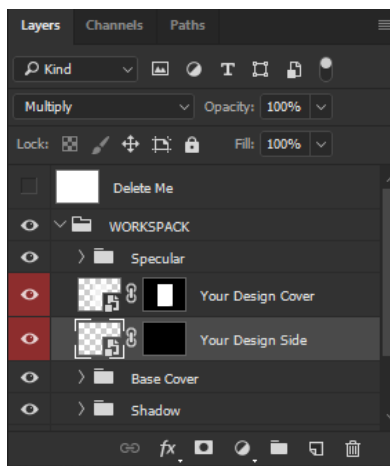 Layers Channels Paths
Kind
Multiply Opacity: 100%
Lock: Fill: 100%
Delete Me
WORKSPACK
Specular
Your Design Cover
Your Design Side
Base Cover
Shadow
fx